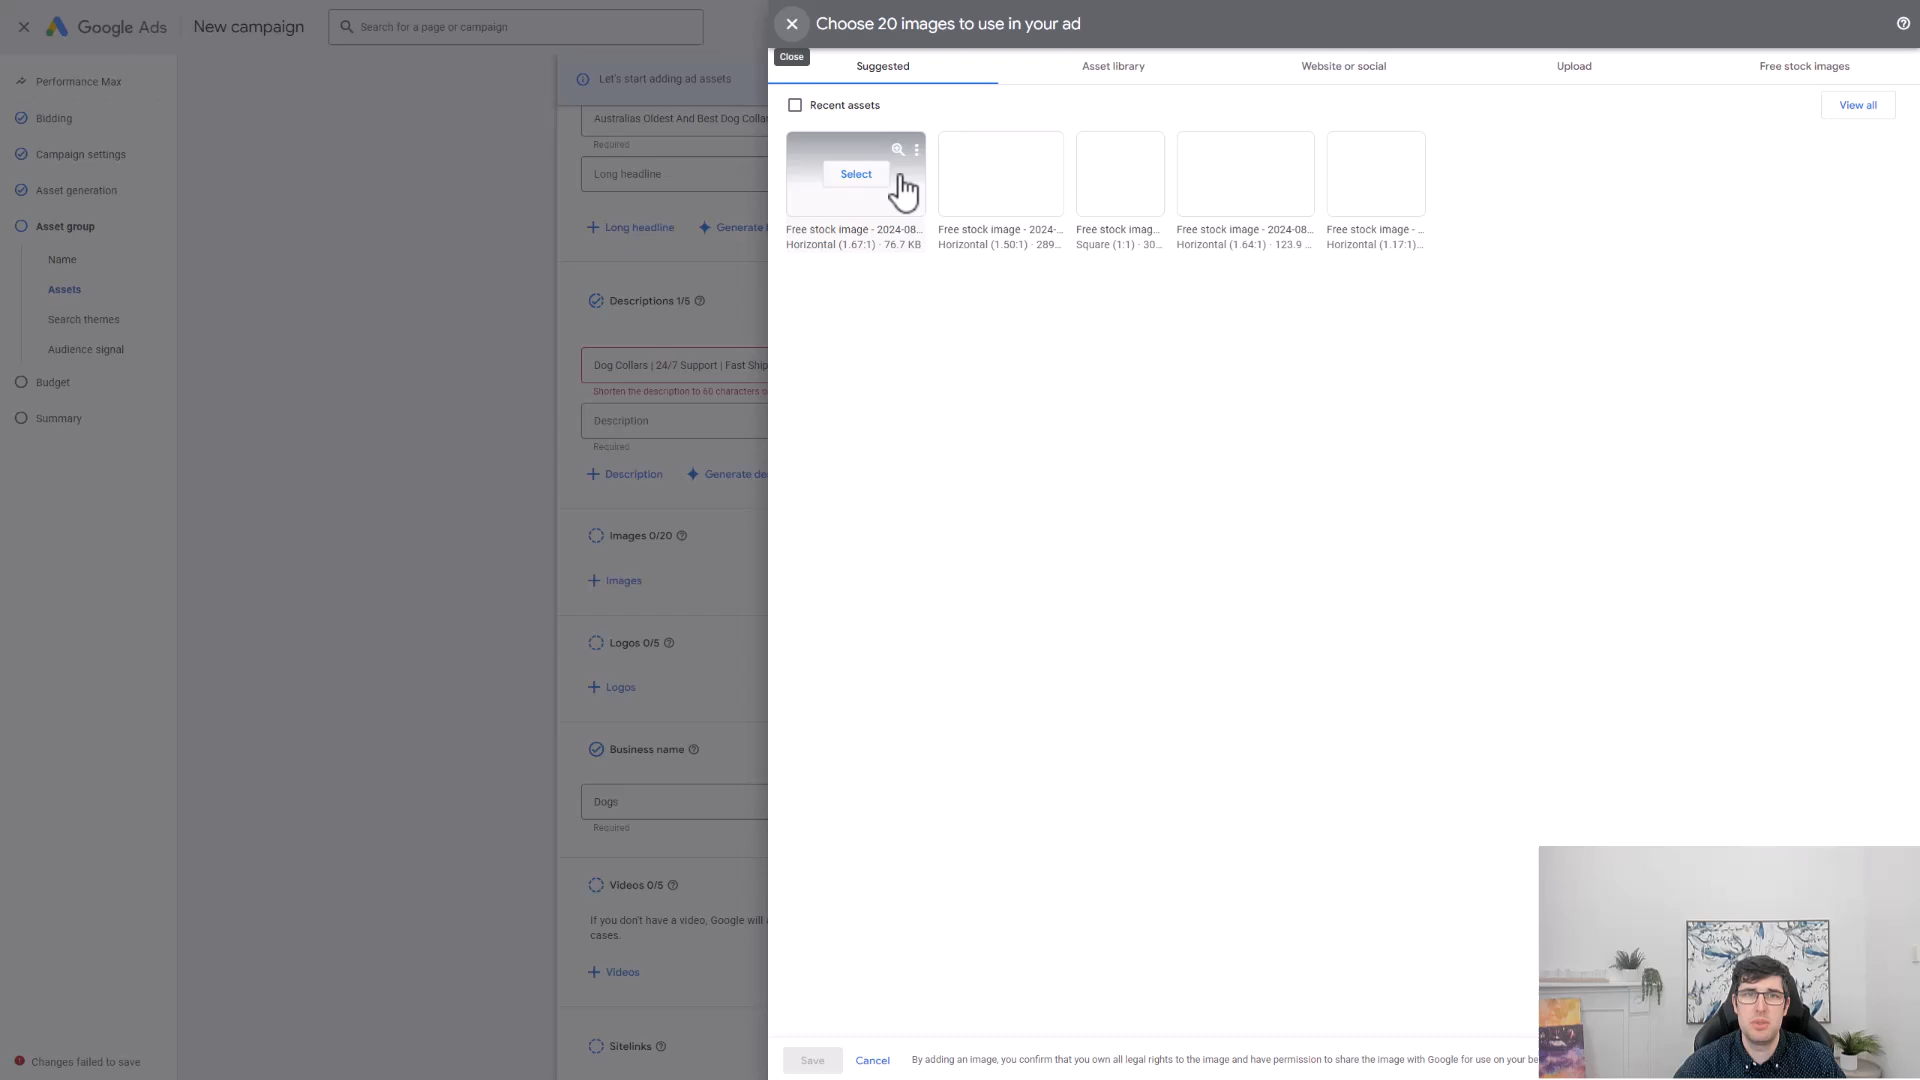 Google Ads
New campaign
Search for a page or campaign
Performance Max
Bidding
Campaign settings
Asset generation
Asset group
Name
Assets
Search themes
Audience signal
Budget
Summary
Changes failed to save
Let's start adding ad assets
Australias Oldest And Best Dog Colla
Required
Long headline
Long headline
Generate
Descriptions 1/5
Dog Collars | 24/7 Support | Fast Ship
Shorten the description to 60 characters
Description
Required
Description
Generate de
Images 0/20
Images
Logos 0/5
Logos
Business name
Dogs
Required
Videos 0/5
If you don't have a video, Google will
cases.
Videos
Sitelinks
Choose 20 images to use in your ad
Close
Suggested
Asset library
Website or social
Upload
Free stock images
Recent assets
View all
Select
Free stock image - 2024-08...
Horizontal (1.67:1) · 76.7 KB
Free stock image - 2024-...
Horizontal (1.50:1) · 289...
Free stock imag...
Square (1:1) · 30...
Free stock image - 2024-08...
Horizontal (1.64:1) · 123.9 ...
Free stock image - ...
Horizontal (1.17:1)...
Save
Cancel
By adding an image, you confirm that you own all legal rights to the image and have permission to share the image with Google for use on your be